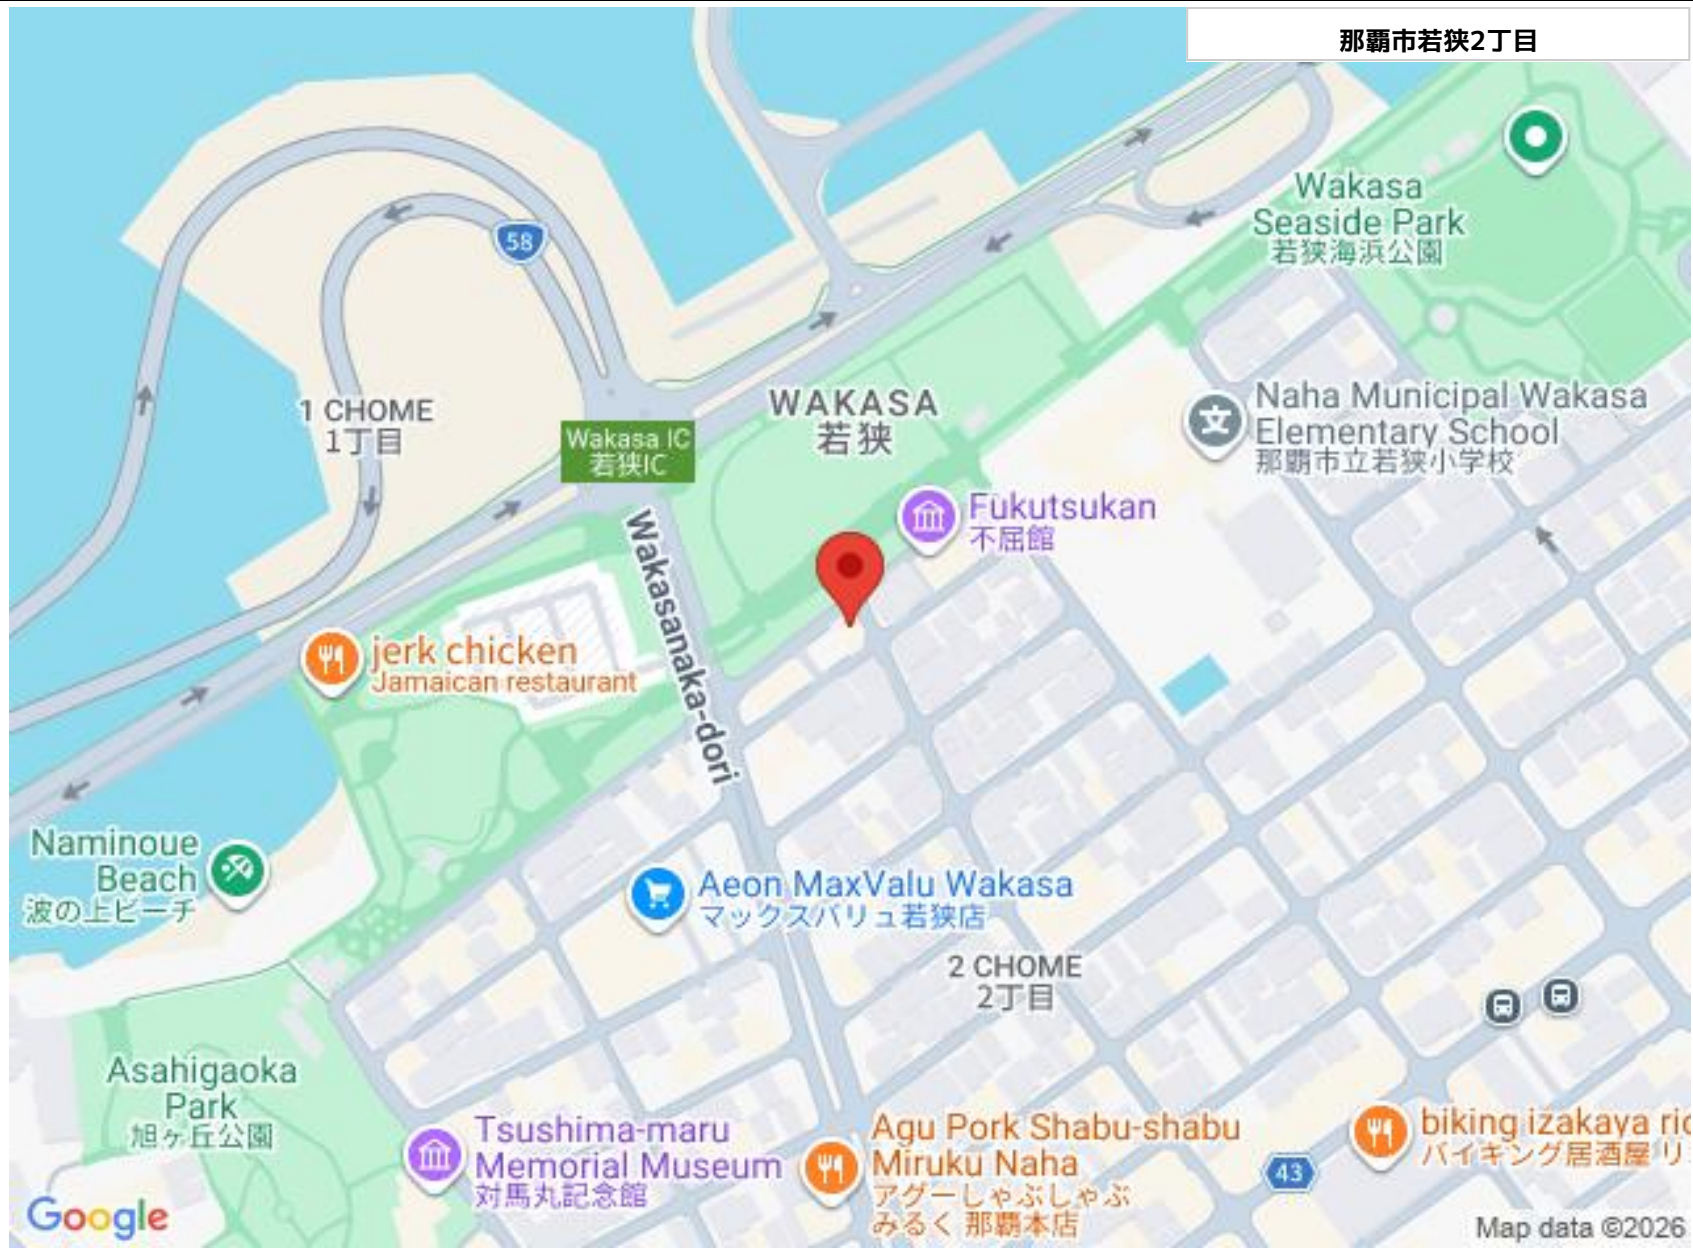 那覇市若狭2丁目
Wakasa
Seaside Park
若狭海浜公園
58
1 CHOME
1丁目
WAKASA
若狭
Wakasa IC
若狭IC
文
Naha Municipal Wakasa
Elementary School
那覇市立若狭小学校
Fukutsukan
不屈館
Wakasanaka-dori
jerk chicken
Jamaican restaurant
Naminoue
Beach
波の上ビーチ
Aeon MaxValu Wakasa
マックスバリュ若狭店
2 CHOME
2丁目
Asahigaoka
Park
旭ヶ丘公園
Tsushima-maru
Memorial Museum
対馬丸記念館
Agu Pork Shabu-shabu
Miruku Naha
アグーしゃぶしゃぶ
みるく 那覇本店
43
biking izakaya ric
バイキング居酒屋 リ
Google
Map data ©2026